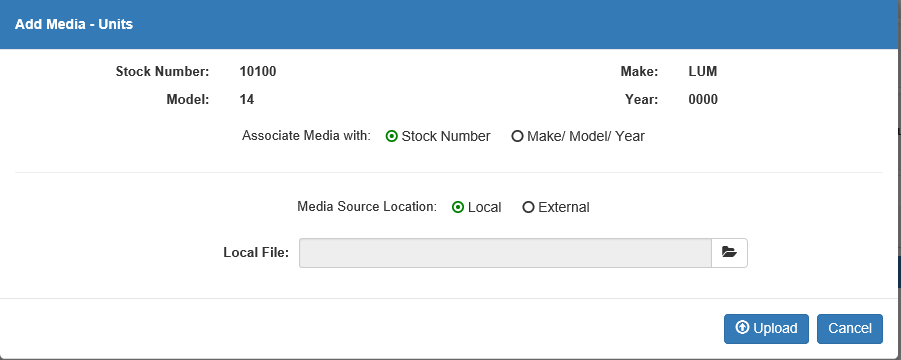 Add Media - Units
Stock Number: 10100 Make: LUM
Model: 14 Year: 0000
Associate Media with: Stock Number Make/ Model/ Year
Media Source Location: Local External
Local File:
Upload Cancel